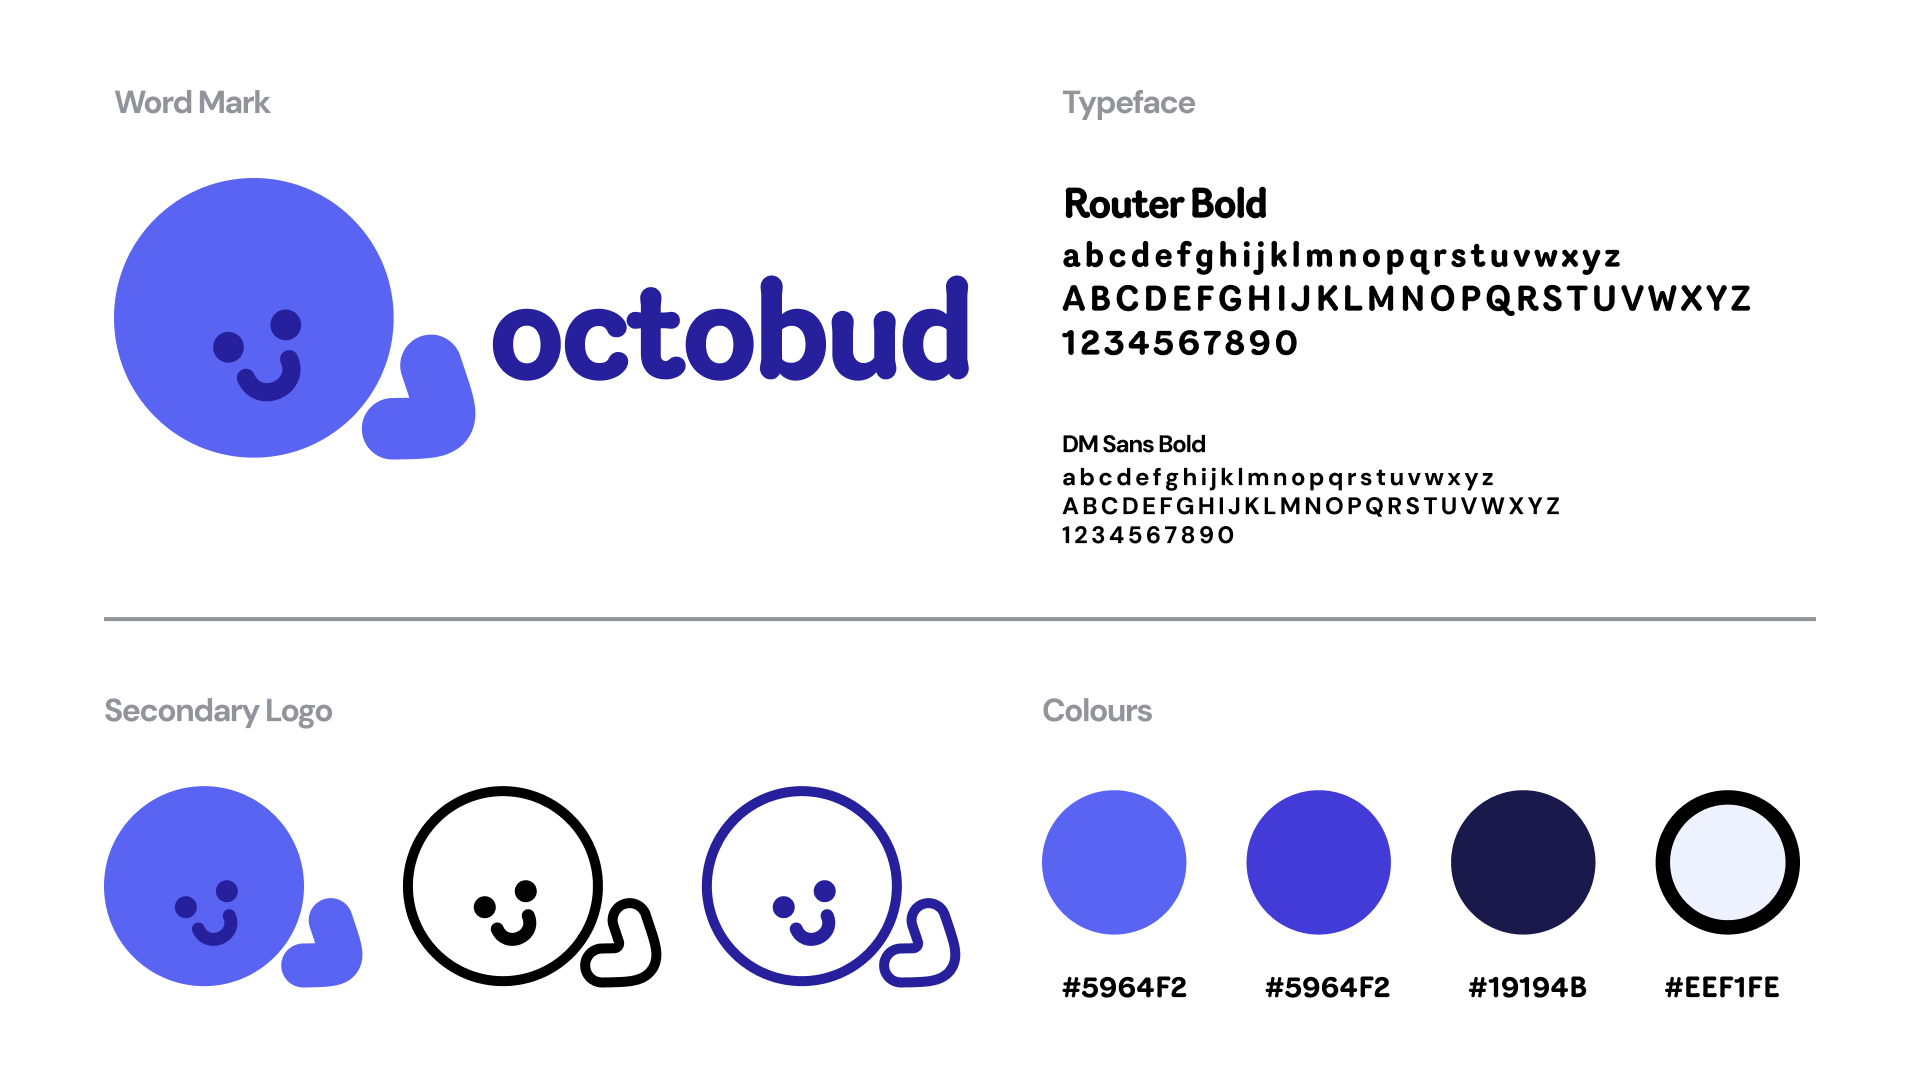 Word Mark
octobud
Typeface
Router Bold
abcdefghijklmnopqrstuvwxyz
ABCDEFGHIJKLMNOPQRSTUVWXYZ
1234567890
DM Sans Bold
abcdefghijklmnopqrstuvwxyz
ABCDEFGHIJKLMNOPQRSTUVWXYZ
1234567890
Secondary Logo
Colours
#5964F2 #5964F2 #19194B #EEF1FE